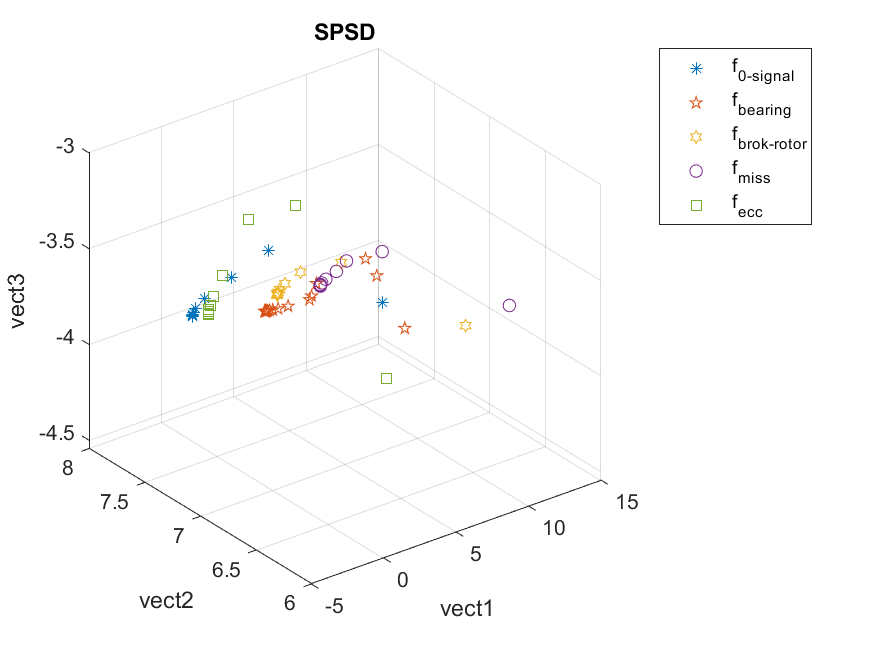 SPSD
f0-signal
fbearing
fbrok-rotor
fmiss
fecc
-3
-3.5
-4
-4.5
vect3
8
7.5
7
6.5
6
vect2
-5
0
5
10
15
vect1